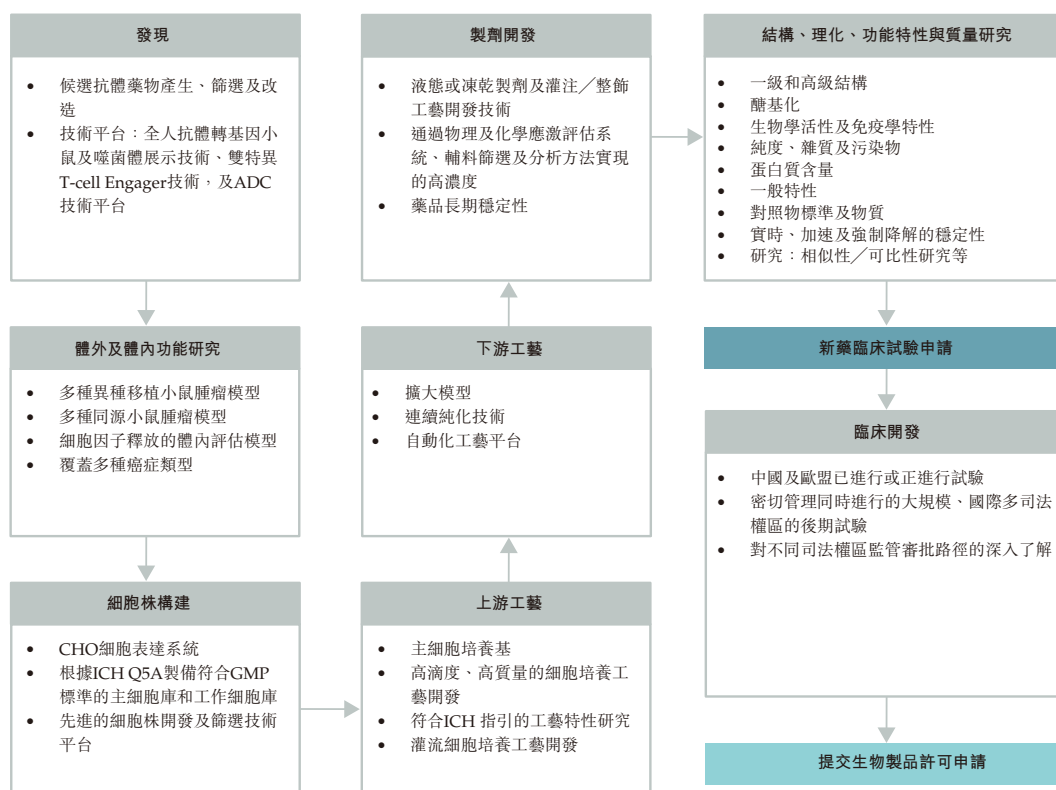 發現
• 候選抗體藥物產生、篩選及改
造
• 技術平台：全人抗體轉基因小
鼠及噬菌體展示技術、雙特異
T-cell Engager技術，及ADC
技術平台
體外及體內功能研究
• 多種異種移植小鼠腫瘤模型
• 多種同源小鼠腫瘤模型
• 細胞因子釋放的體內評估模型
• 覆蓋多種癌症類型
細胞株構建
• CHO細胞表達系統
• 根據ICH Q5A製備符合GMP
標準的主細胞庫和工作細胞庫
• 先進的細胞株開發及篩選技術
平台
上游工藝
• 主細胞培養基
• 高滴度、高質量的細胞培養工
藝開發
• 符合ICH 指引的工藝特性研究
• 灌流細胞培養工藝開發
下游工藝
• 擴大模型
• 連續純化技術
• 自動化工藝平台
製劑開發
• 液態或凍乾製劑及灌注／整飾
工藝開發技術
• 通過物理及化學應激評估系
統、輔料篩選及分析方法實現
的高濃度
• 藥品長期穩定性
結構、理化、功能特性與質量研究
• 一級和高級結構
• 醣基化
• 生物學活性及免疫學特性
• 純度、雜質及污染物
• 蛋白質含量
• 一般特性
• 對照物標準及物質
• 實時、加速及強制降解的穩定性
• 研究：相似性／可比性研究等
新藥臨床試驗申請
臨床開發
• 中國及歐盟已進行或正進行試驗
• 密切管理同時進行的大規模、國際多司法
權區的後期試驗
• 對不同司法權區監管審批路徑的深入了解
提交生物製品許可申請